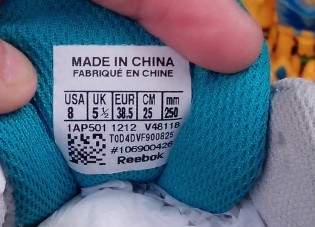 MADE IN CHINA
FABRIQUÉ EN CHINE
USA UK EUR CM mm
8 5½ 38.5 25 250
1AP501 1212 V46118
T0D4DVF900825
#106900426
Reebok